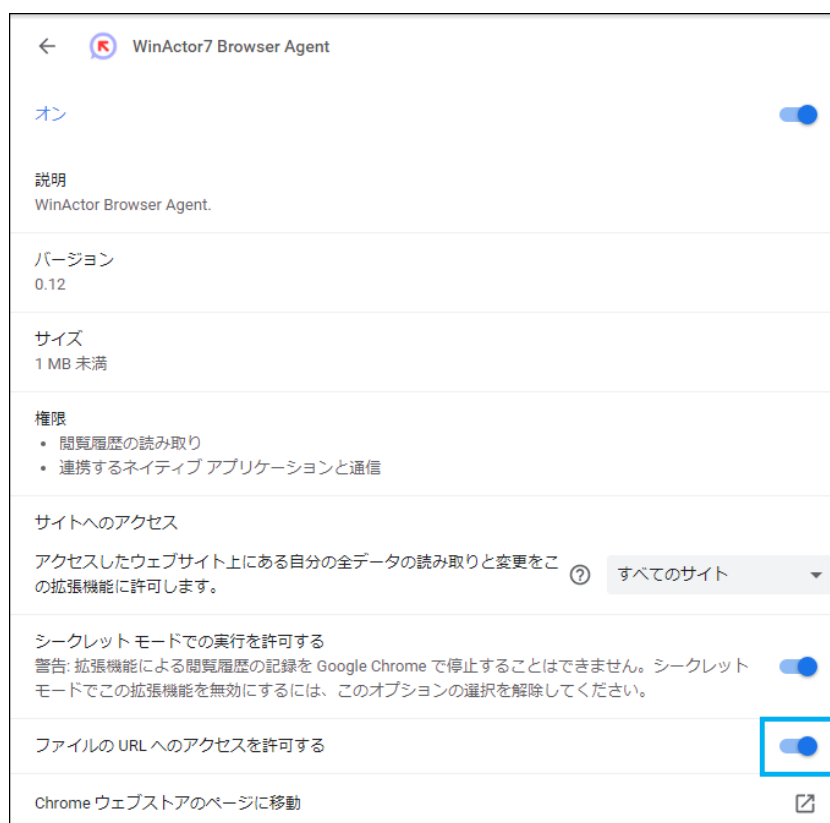 WinActor7 Browser Agent
オン
説明
WinActor Browser Agent.
バージョン
0.12
サイズ
1 MB 未満
権限
• 閲覧履歴の読み取り
• 連携するネイティブ アプリケーションと通信
サイトへのアクセス
アクセスしたウェブサイト上にある自分の全データの読み取りと変更をこ
の拡張機能に許可します。
すべてのサイト
シークレット モードでの実行を許可する
警告: 拡張機能による閲覧履歴の記録を Google Chrome で停止することはできません。シークレット
モードでこの拡張機能を無効にするには、このオプションの選択を解除してください。
ファイルの URL へのアクセスを許可する
Chrome ウェブストアのページに移動